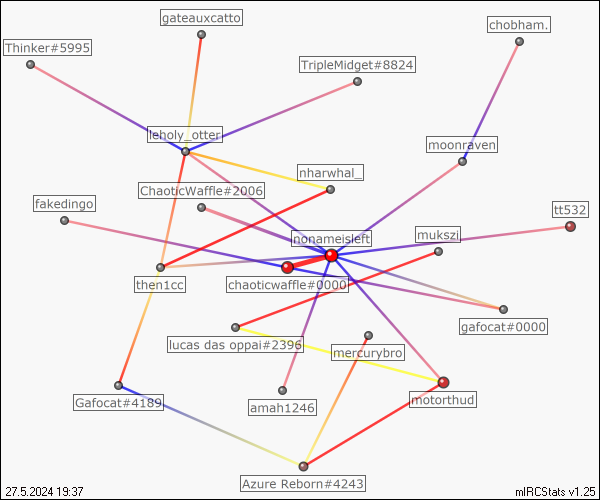 gateauxcatto
chobham.
Thinker#5995
TripleMidget#8824
leholy_otter
moonraven
nharwhal_
ChaoticWaffle#2006
fakedingo
tt532
nonameisleft
mukszi
then1cc
chaoticwaffle#0000
gafocat#0000
lucas das oppai#2396
mercurybro
Gafocat#4189
amah1246
motorthud
Azure Reborn#4243
27.5.2024 19:37
mIRCStats v1.25